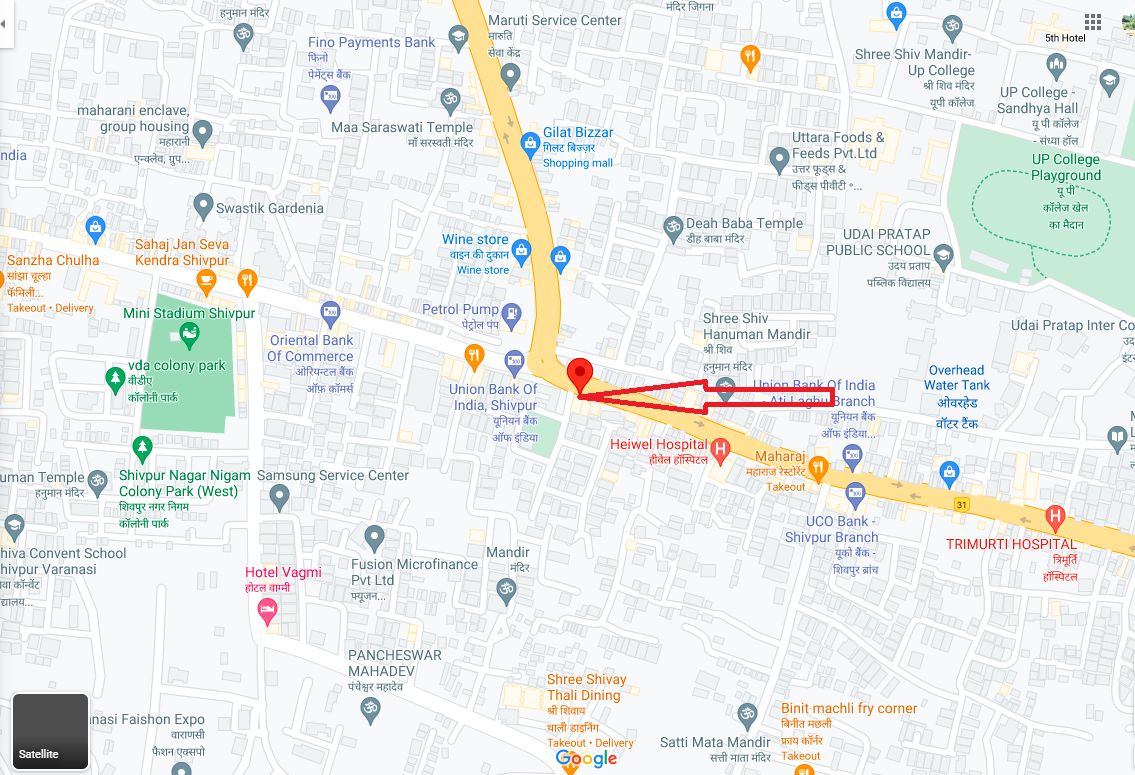 हनुमान मंदिर
Maruti Service Center
मारुति
सेवा केंद्र
मंदिर जिगना
5th Hotel
Fino Payments Bank
फिनो
पेमेंट्स बैंक
Shree Shiv Mandir-
Up College
श्री शिव मंदिर
यूपी कॉलेज
UP College -
Sandhya Hall
यू पी कॉलेज
- संध्या हॉल
maharani enclave,
group housing
महारानी
एन्क्लेव, ग्रुप...
Maa Saraswati Temple
माँ सरस्वती मंदिर
Gilat Bizzar
गिलट बिज्ज़र
Shopping mall
Uttara Foods &
Feeds Pvt.Ltd
उत्तर फूड्स &
फीड्स पीवीटी॰...
India
UP College
Playground
यू पी
कॉलेज खेल
का मैदान
Swastik Gardenia
Deah Baba Temple
डीह बाबा मंदिर
UDAI PRATAP
PUBLIC SCHOOL
उदय प्रताप
पब्लिक विद्यालय
Wine store
वाइन की दुकान
Wine store
Sahaj Jan Seva
Kendra Shivpur
Sanzha Chulha
सांझा चूल्हा
फॅमिली...
Takeout • Delivery
Mini Stadium Shivpur
Petrol Pump
पेट्रोल पंप
Shree Shiv
Hanuman Mandir
श्री शिव
हनुमान मंदिर
Udai Pratap Inter Co
Oriental Bank
Of Commerce
ओरियन्टल बैंक
ऑफ़ कॉमर्स
vda colony park
वीडीए
कॉलोनी पार्क
Union Bank Of
India, Shivpur
यूनियन बैंक
ऑफ इंडिया
Union Bank Of India
- Ati Laghu Branch
यूनियन बैंक
ऑफ इंडिया...
Overhead
Water Tank
ओवरहेड
वॉटर टैंक
Heiwel Hospital
हीवेल हॉस्पिटल
Maharaj
महाराज रेस्टोरेंट
Takeout
uman Temple
हनुमान मंदिर
Shivpur Nagar Nigam
Colony Park (West)
शिवपुर नगर निगम
कॉलोनी पार्क
Samsung Service Center
31
UCO Bank -
Shivpur Branch
यूको बैंक -
शिवपुर ब्रांच
TRIMURTI HOSPITAL
त्रिमूर्ति
हॉस्पिटल
hiva Convent School
hivpur Varanasi
Fusion Microfinance
Pvt Ltd
फ्यूजन...
Mandir
मंदिर
Hotel Vagmi
होटल वाग्मी
PANCHESWAR
MAHADEV
पंचेश्वर महादेव
Shree Shivay
Thali Dining
श्री शिवाय
थाली डाइनिंग
Takeout • Delivery
Satti Mata Mandir
सत्ती माता मंदिर
Binit machli fry corner
बिनीत मछली
फ्राय कॉर्नर
Takeout
anasi Faishon Expo
वाराणसी
फैशन एक्सपो
Satellite
Google